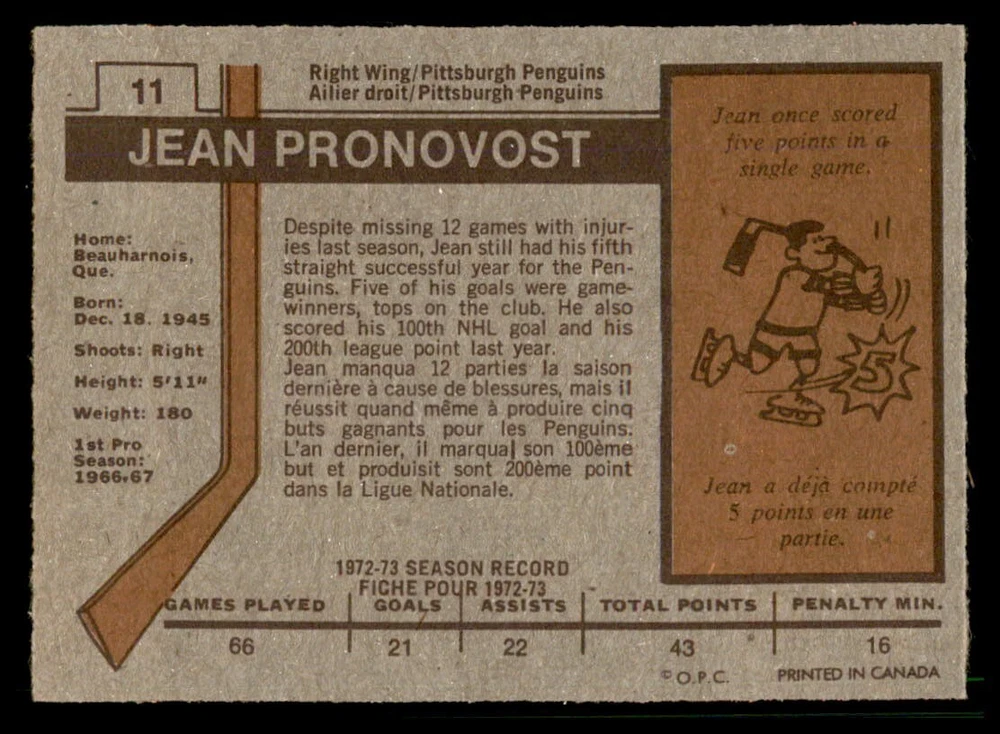 11
Right Wing/Pittsburgh Penguins
Ailier droit/Pittsburgh Penguins
JEAN PRONOVOST
Home:
Beauharnois,
Que.
Born:
Dec. 18. 1945
Shoots: Right
Height: 5'11"
Weight: 180
1st Pro
Season:
1966-67
Despite missing 12 games with injur-
ies last season, Jean still had his fifth
straight successful year for the Pen-
guins. Five of his goals were game-
winners, tops on the club. He also
scored his 100th NHL goal and his
200th league point last year.
Jean manqua 12 parties la saison
dernière à cause de blessures, mais il
réussit quand même à produire cinq
buts gagnants pour les Penguins.
L'an dernier, il marqua son 100ème
but et produisit sont 200ème point
dans la Ligue Nationale.
Jean once scored
five points in a
single game.
5
Jean a déjà compté
5 points en une
partie.
1972-73 SEASON RECORD
FICHE POUR 1972-73
GAMES PLAYED GOALS ASSISTS TOTAL POINTS PENALTY MIN.
66 21 22 43 16
© O.P.C. PRINTED IN CANADA